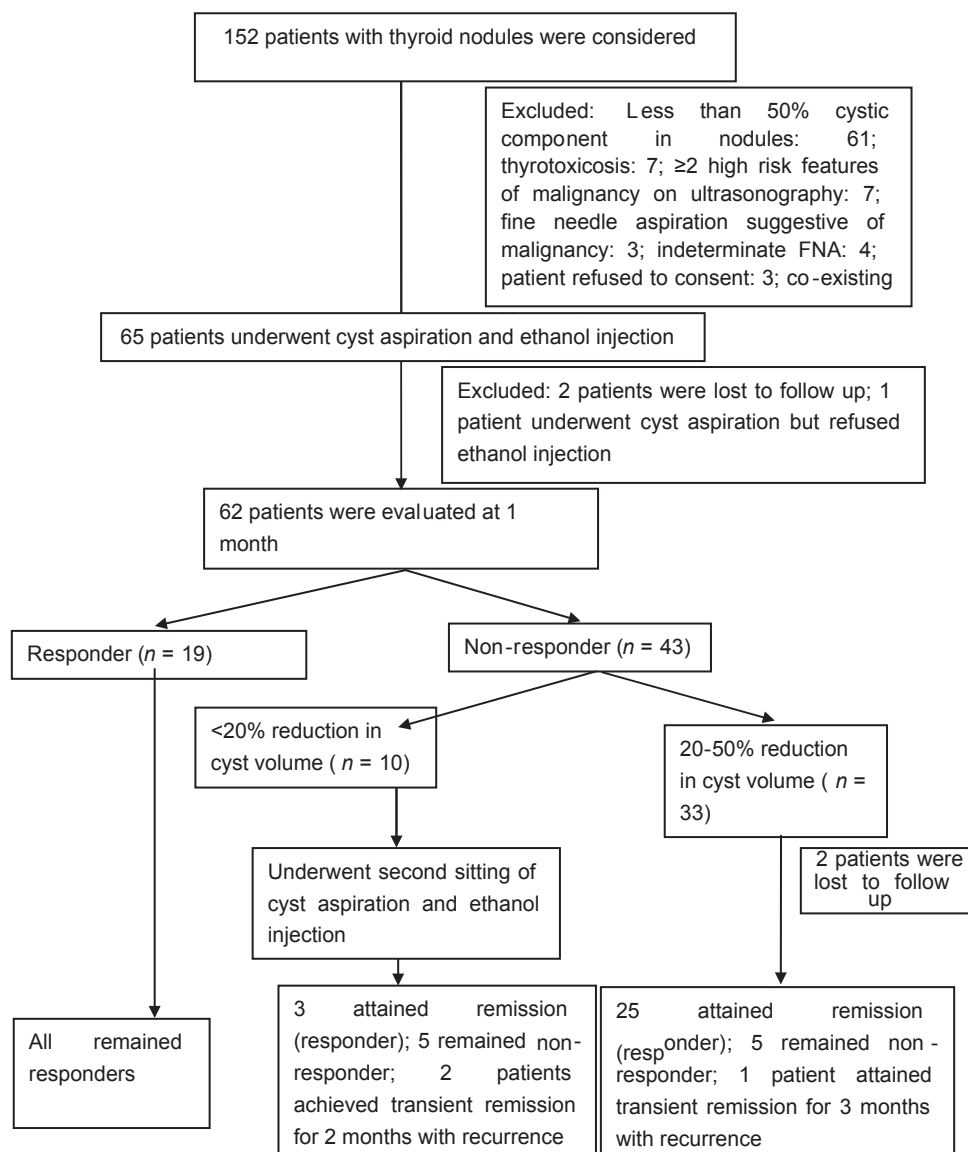 152 patients with thyroid nodules were considered
Excluded: Less than 50% cystic
component in nodules: 61;
thyrotoxicosis: 7; ≥2 high risk features
of malignancy on ultrasonography: 7;
fine needle aspiration suggestive of
malignancy: 3; indeterminate FNA: 4;
patient refused to consent: 3; co-existing
65 patients underwent cyst aspiration and ethanol injection
Excluded: 2 patients were lost to follow up; 1
patient underwent cyst aspiration but refused
ethanol injection
62 patients were evaluated at 1
month
Responder (n = 19)
Non-responder (n = 43)
<20% reduction in
cyst volume ( n = 10)
20-50% reduction
in cyst volume ( n =
33)
2 patients were
lost to follow
up
Underwent second sitting of
cyst aspiration and ethanol
injection
All remained
responders
3 attained remission
(responder); 5 remained non-
responder; 2 patients
achieved transient remission
for 2 months with recurrence
25 attained remission
(responder); 5 remained non-
responder; 1 patient attained
transient remission for 3 months
with recurrence